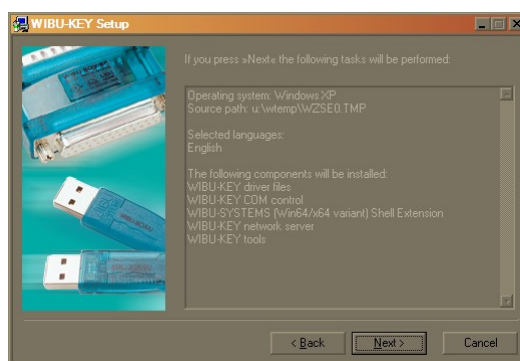 WIBU-KEY Setup
If you press »Next« the following tasks will be performed:
Operating system: Windows XP
Source path: u:\wtemp\WZSE0.TMP
Selected languages:
English
The following components will be installed:
WIBU-KEY driver files
WIBU-KEY COM control
WIBU-SYSTEMS (Win64/x64 variant) Shell Extension
WIBU-KEY network server
WIBU-KEY tools
< Back
Next >
Cancel